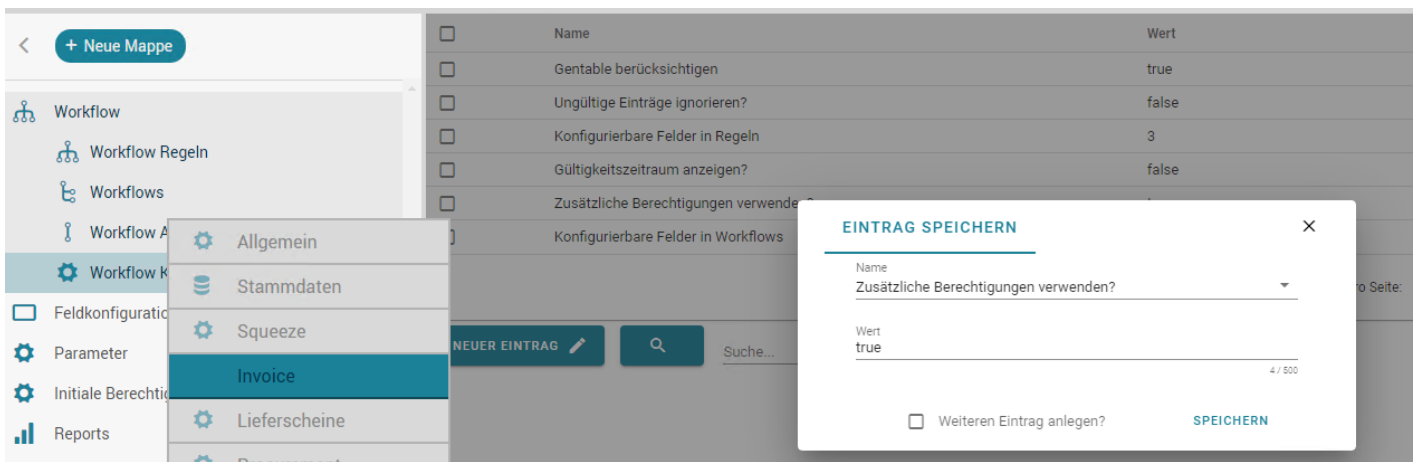 + Neue Mappe
Workflow
Workflow Regeln
Workflows
Workflow A
Workflow K
Feldkonfiguratio
Parameter
Initiale Berechtig
Reports
Allgemein
Stammdaten
Squeeze
Invoice
Lieferscheine
Name Wert
Gentable berücksichtigen true
Ungültige Einträge ignorieren? false
Konfigurierbare Felder in Regeln 3
Gültigkeitszeitraum anzeigen? false
Zusätzliche Berechtigungen verwenden?
Konfigurierbare Felder in Workflows
ro Seite:
NEUER EINTRAG
Suche...
EINTRAG SPEICHERN
Name
Zusätzliche Berechtigungen verwenden?
Wert
true
4 / 500
Weiteren Eintrag anlegen? SPEICHERN